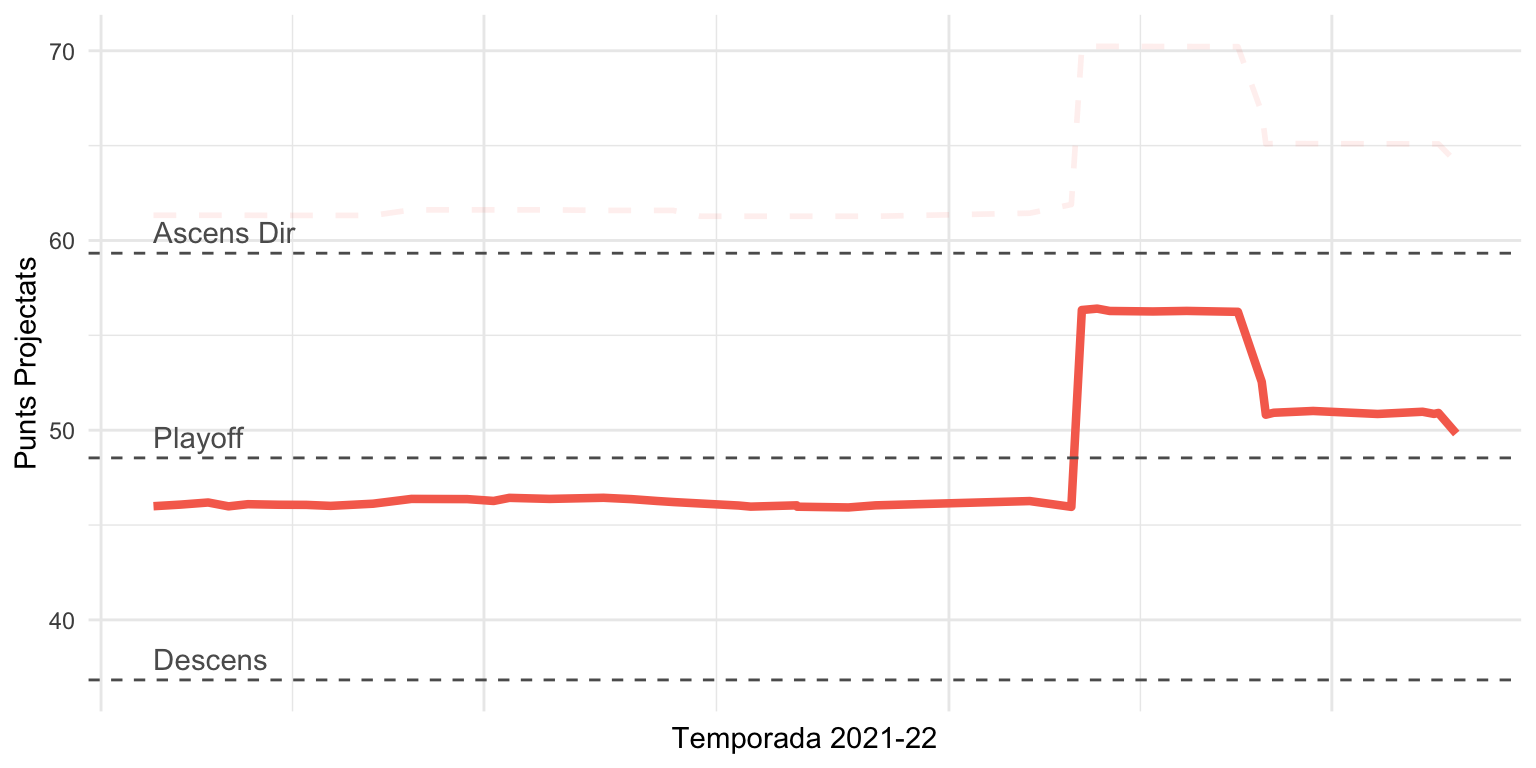 70
60
50
40
Punts Projectats
Ascens Dir
Playoff
Descens
Temporada 2021-22